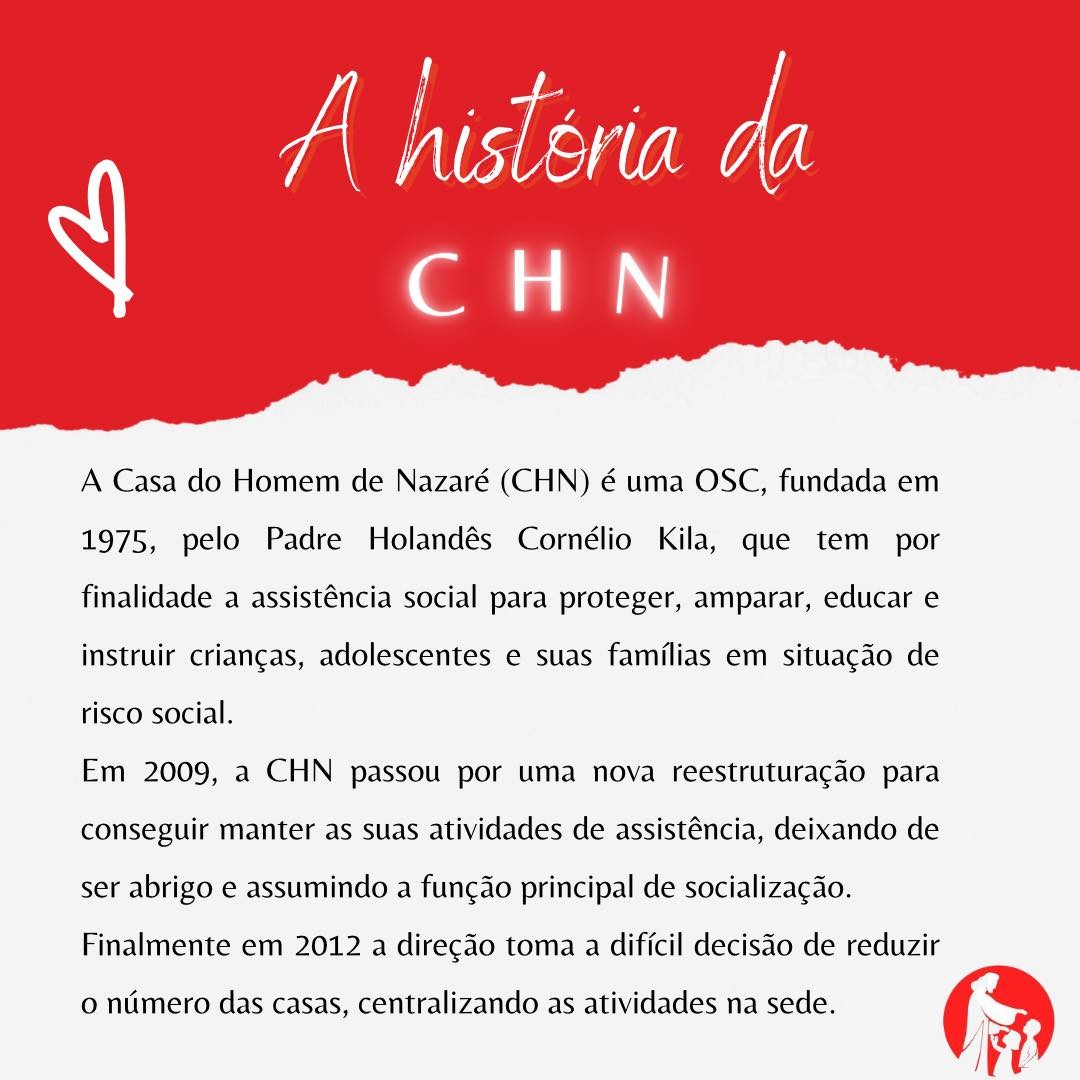 A história da
CHN
A Casa do Homem de Nazaré (CHN) é uma OSC, fundada em
1975, pelo Padre Holandês Cornélio Kila, que tem por
finalidade a assistência social para proteger, amparar, educar e
instruir crianças, adolescentes e suas famílias em situação de
risco social.
Em 2009, a CHN passou por uma nova reestruturação para
conseguir manter as suas atividades de assistência, deixando de
ser abrigo e assumindo a função principal de socialização.
Finalmente em 2012 a direção toma a difícil decisão de reduzir
o número das casas, centralizando as atividades na sede.